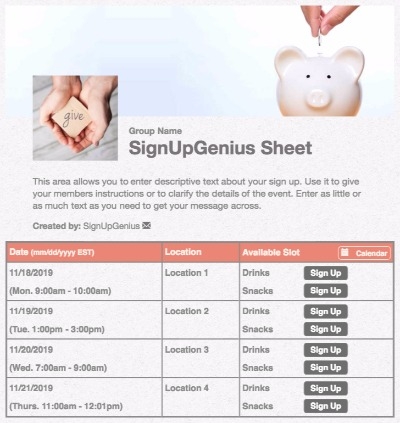 give
Group Name
SignUpGenius Sheet
This area allows you to enter descriptive text about your sign up. Use it to give
your members instructions or to clarify the details of the event. Enter as little or
as much text as you need to get your message across.
Created by: SignUpGenius
Date (mm/dd/yyyy EST) Location Available Slot Calendar
11/18/2019 Location 1 Drinks Sign Up
(Mon. 9:00am - 10:00am) Snacks Sign Up
11/19/2019 Location 2 Drinks Sign Up
(Tue. 1:00pm - 3:00pm) Snacks Sign Up
11/20/2019 Location 3 Drinks Sign Up
(Wed. 7:00am - 9:00am) Snacks Sign Up
11/21/2019 Location 4 Drinks Sign Up
(Thurs. 11:00am - 12:01pm) Snacks Sign Up